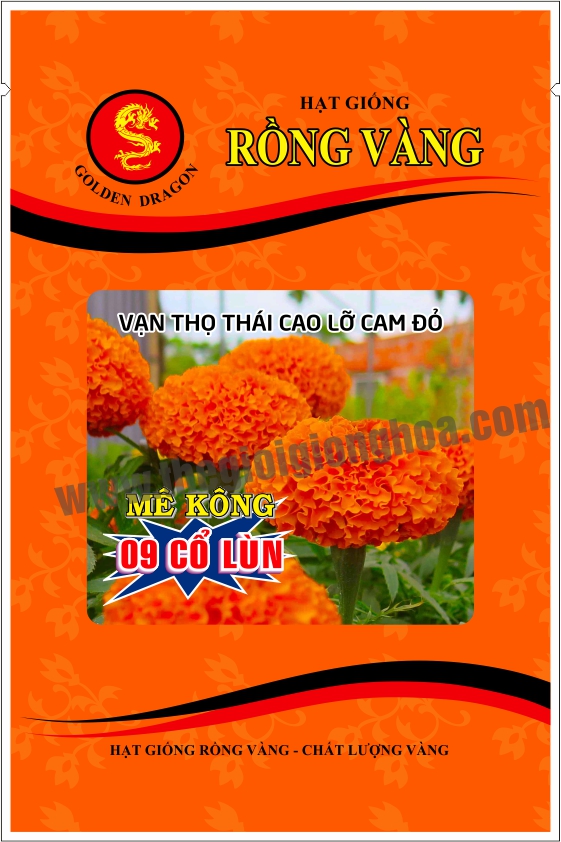 HẠT GIỐNG
RỒNG VÀNG
GOLDEN DRAGON
VẠN THỌ THÁI CAO LỠ CAM ĐỎ
www.thegioigionghoa.com
MÊ KÔNG
09 CỔ LÙN
HẠT GIỐNG RỒNG VÀNG - CHẤT LƯỢNG VÀNG